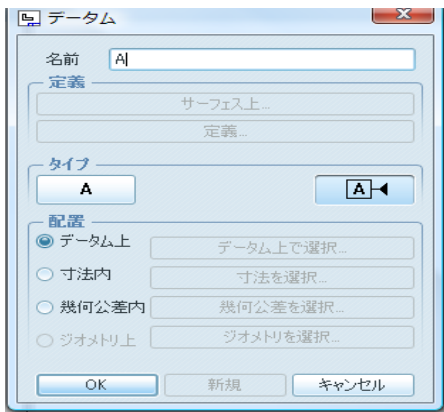 データム
名前 A
定義
サーフェス上...
定義...
タイプ
A A
配置
データム上 データム上で選択...
寸法内 寸法を選択...
幾何公差内 幾何公差を選択...
ジオメトリ上 ジオメトリを選択...
OK 新規 キャンセル